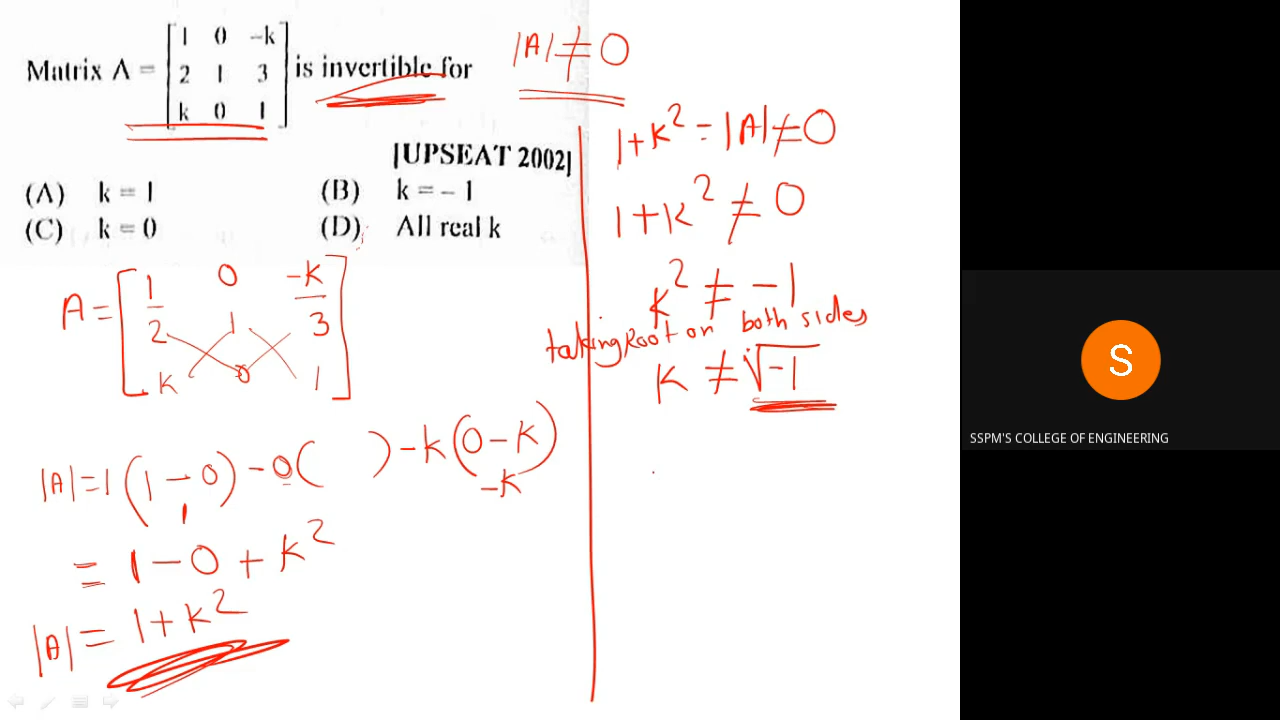 Matrix A = [1 0 -k
2 1 3
k 0 1] is invertible for
[UPSEAT 2002]
(A) k = 1 (B) k = - 1
(C) k = 0 (D) All real k
A = [1 0 -k
2 1 3
k 0 1]
|A| = 1(1-0) - 0( ) - k(0-k)
1 -k
= 1 - 0 + k²
|A| = 1 + k²
|A| ≠ 0
1 + k² = |A| ≠ 0
1 + k² ≠ 0
k² ≠ -1
taking Root on both sides
k ≠ √-1
S
SSPM'S COLLEGE OF ENGINEERING